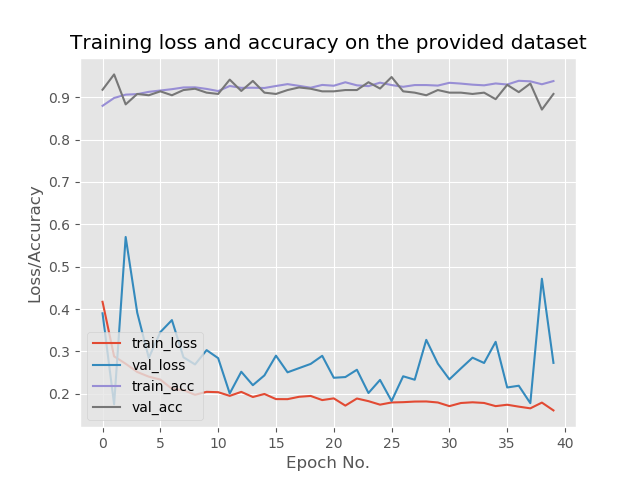 Training loss and accuracy on the provided dataset
Loss/Accuracy
0.9
0.8
0.7
0.6
0.5
0.4
0.3
0.2
train_loss
val_loss
train_acc
val_acc
0 5 10 15 20 25 30 35 40
Epoch No.